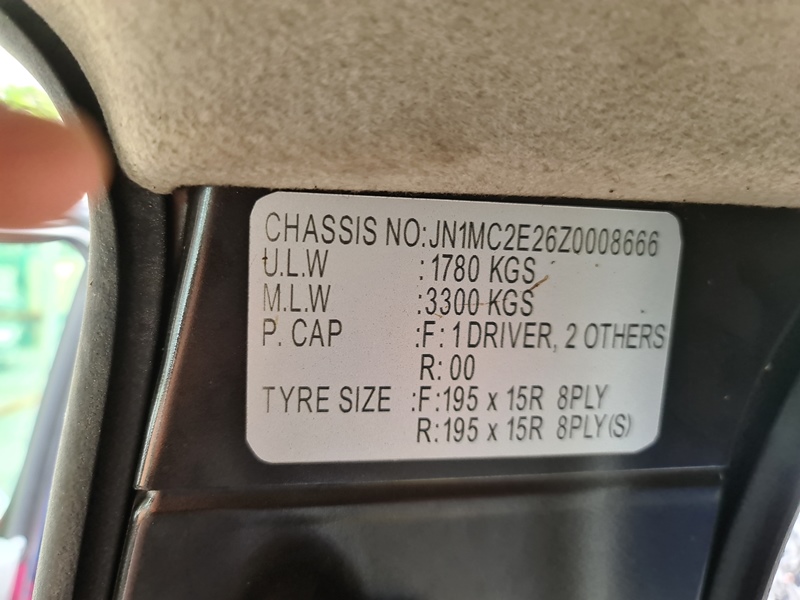 CHASSIS NO:JN1MC2E26Z0008666
U.L.W :1780 KGS
M.L.W :3300 KGS
P. CAP :F: 1 DRIVER, 2 OTHERS
R: 00
TYRE SIZE :F:195 x 15R 8PLY
R:195 x 15R 8PLY(S)